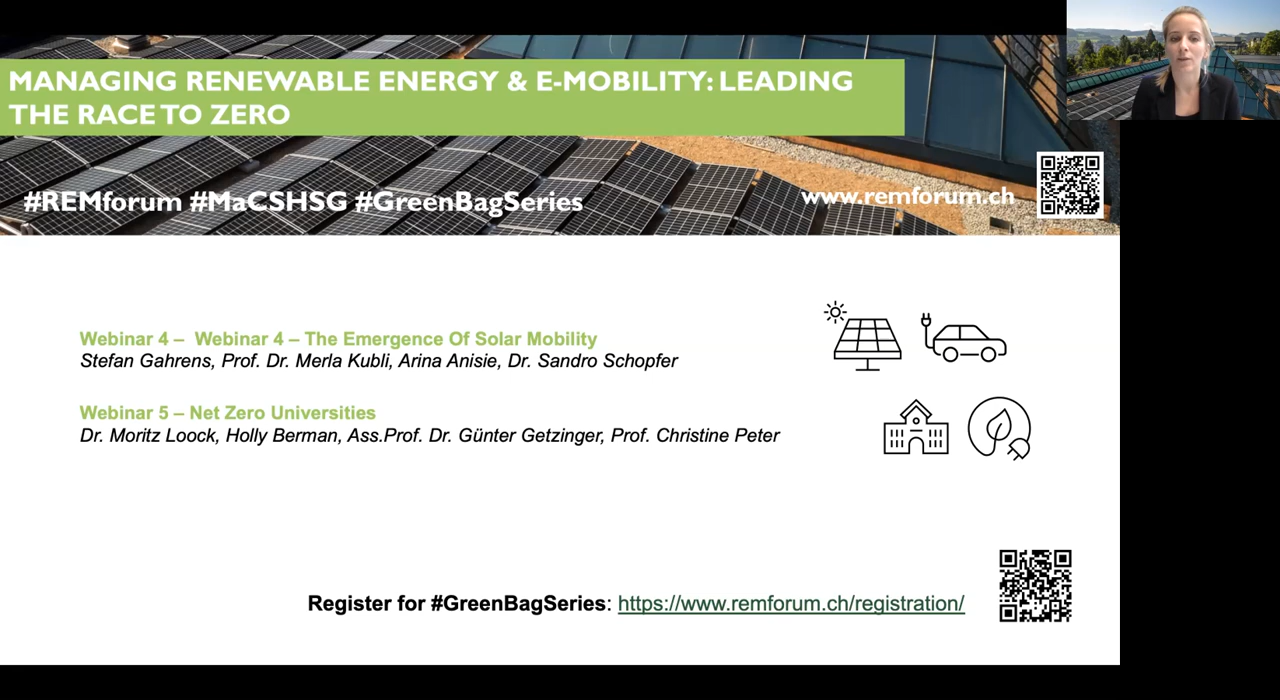 MANAGING RENEWABLE ENERGY & E-MOBILITY: LEADING
THE RACE TO ZERO
#REMforum #MaCSHSG #GreenBagSeries
www.remforum.ch
Webinar 4 – Webinar 4 – The Emergence Of Solar Mobility
Stefan Gahrens, Prof. Dr. Merla Kubli, Arina Anisie, Dr. Sandro Schopfer
Webinar 5 – Net Zero Universities
Dr. Moritz Loock, Holly Berman, Ass.Prof. Dr. Günter Getzinger, Prof. Christine Peter
Register for #GreenBagSeries: https://www.remforum.ch/registration/